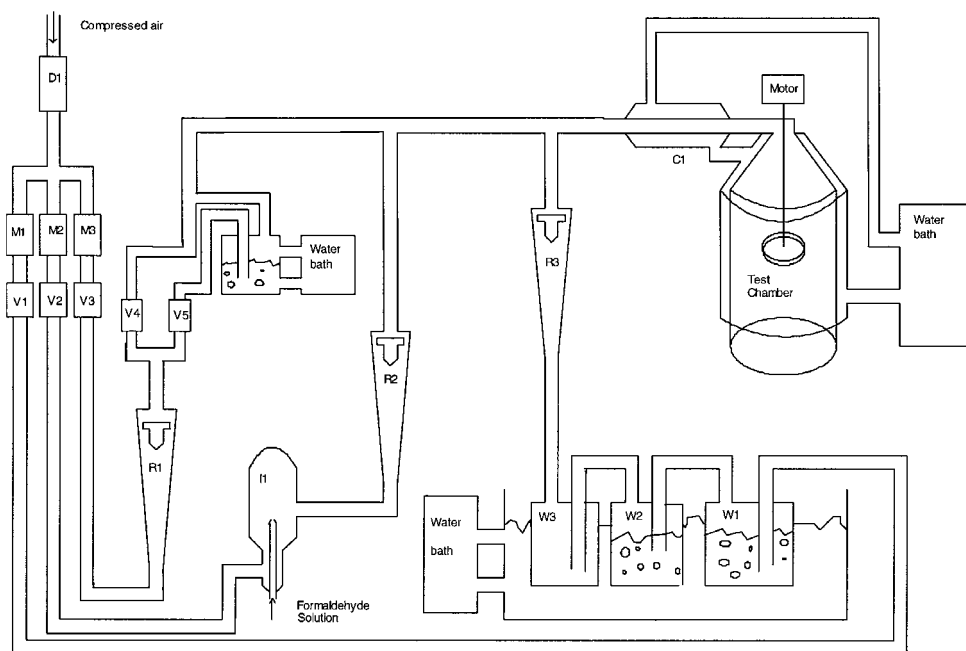 Compressed air
D1
Motor
C1
M1
M2
M3
Water
bath
Water
bath
R3
Test
Chamber
V1
V2
V3
V4
V5
R2
R1
I1
W3
W2
W1
Water
bath
Formaldehyde
Solution